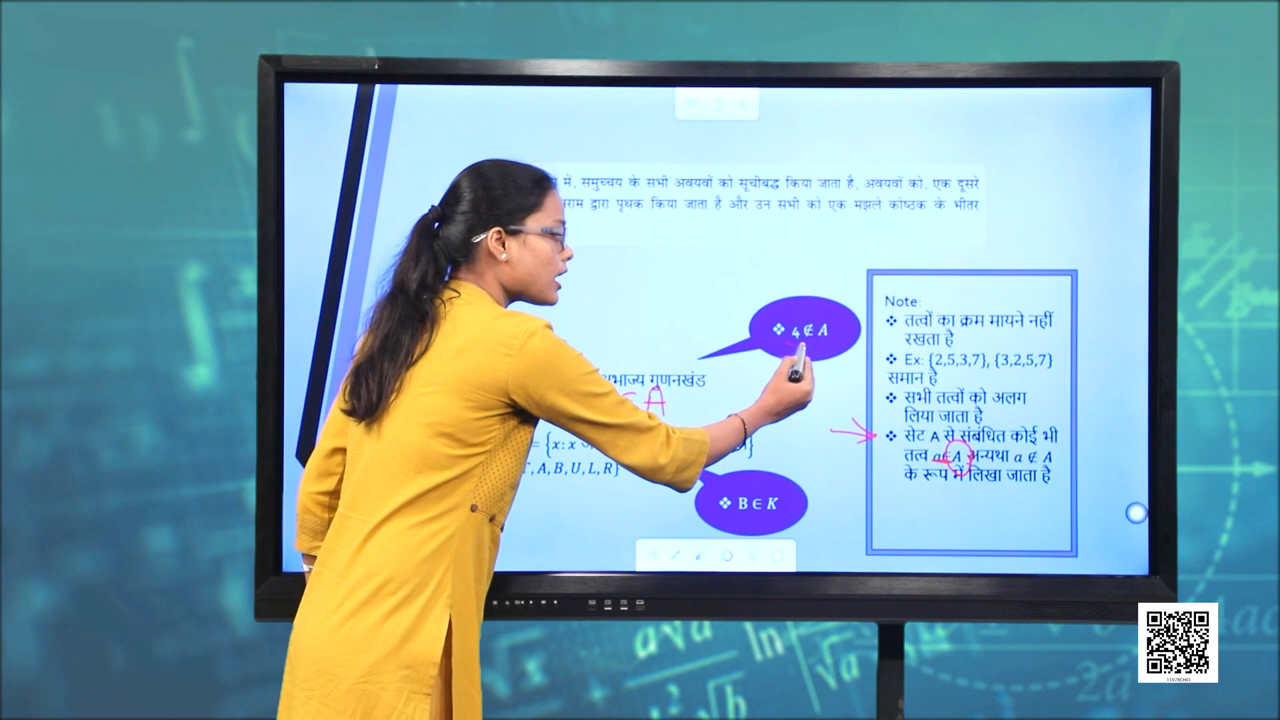 में, समुच्चय के सभी अवयवों को सूचीबद्ध किया जाता है, अवयवों को, एक दूसरे
द्वारा पृथक किया जाता है और उन सभी को एक मझले कोष्ठक के भीतर
❖ 4∉A
गुणनखंड
∈ A
= {x: x
T, A, B, U, L, R}
❖ B ∈ K
Note:
❖ तत्वों का क्रम मायने नहीं
रखता है
❖ Ex: {2,5,3,7}, {3,2,5,7}
समान है
❖ सभी तत्वों को अलग
लिया जाता है
❖ सेट A से संबंधित कोई भी
तत्व a∈A अन्यथा a ∉ A
के रूप में लिखा जाता है
11078CH01